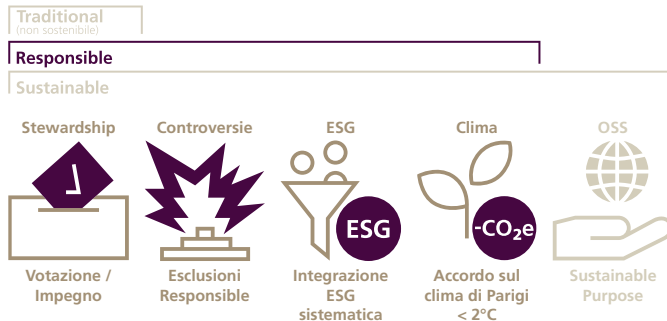 Traditional
(non sostenibile)
Responsible
Sustainable
Stewardship
Controversie
ESG
Clima
OSS
ESG
-CO₂e
Votazione /
Impegno
Esclusioni
Responsible
Integrazione
ESG
sistematica
Accordo sul
clima di Parigi
< 2°C
Sustainable
Purpose